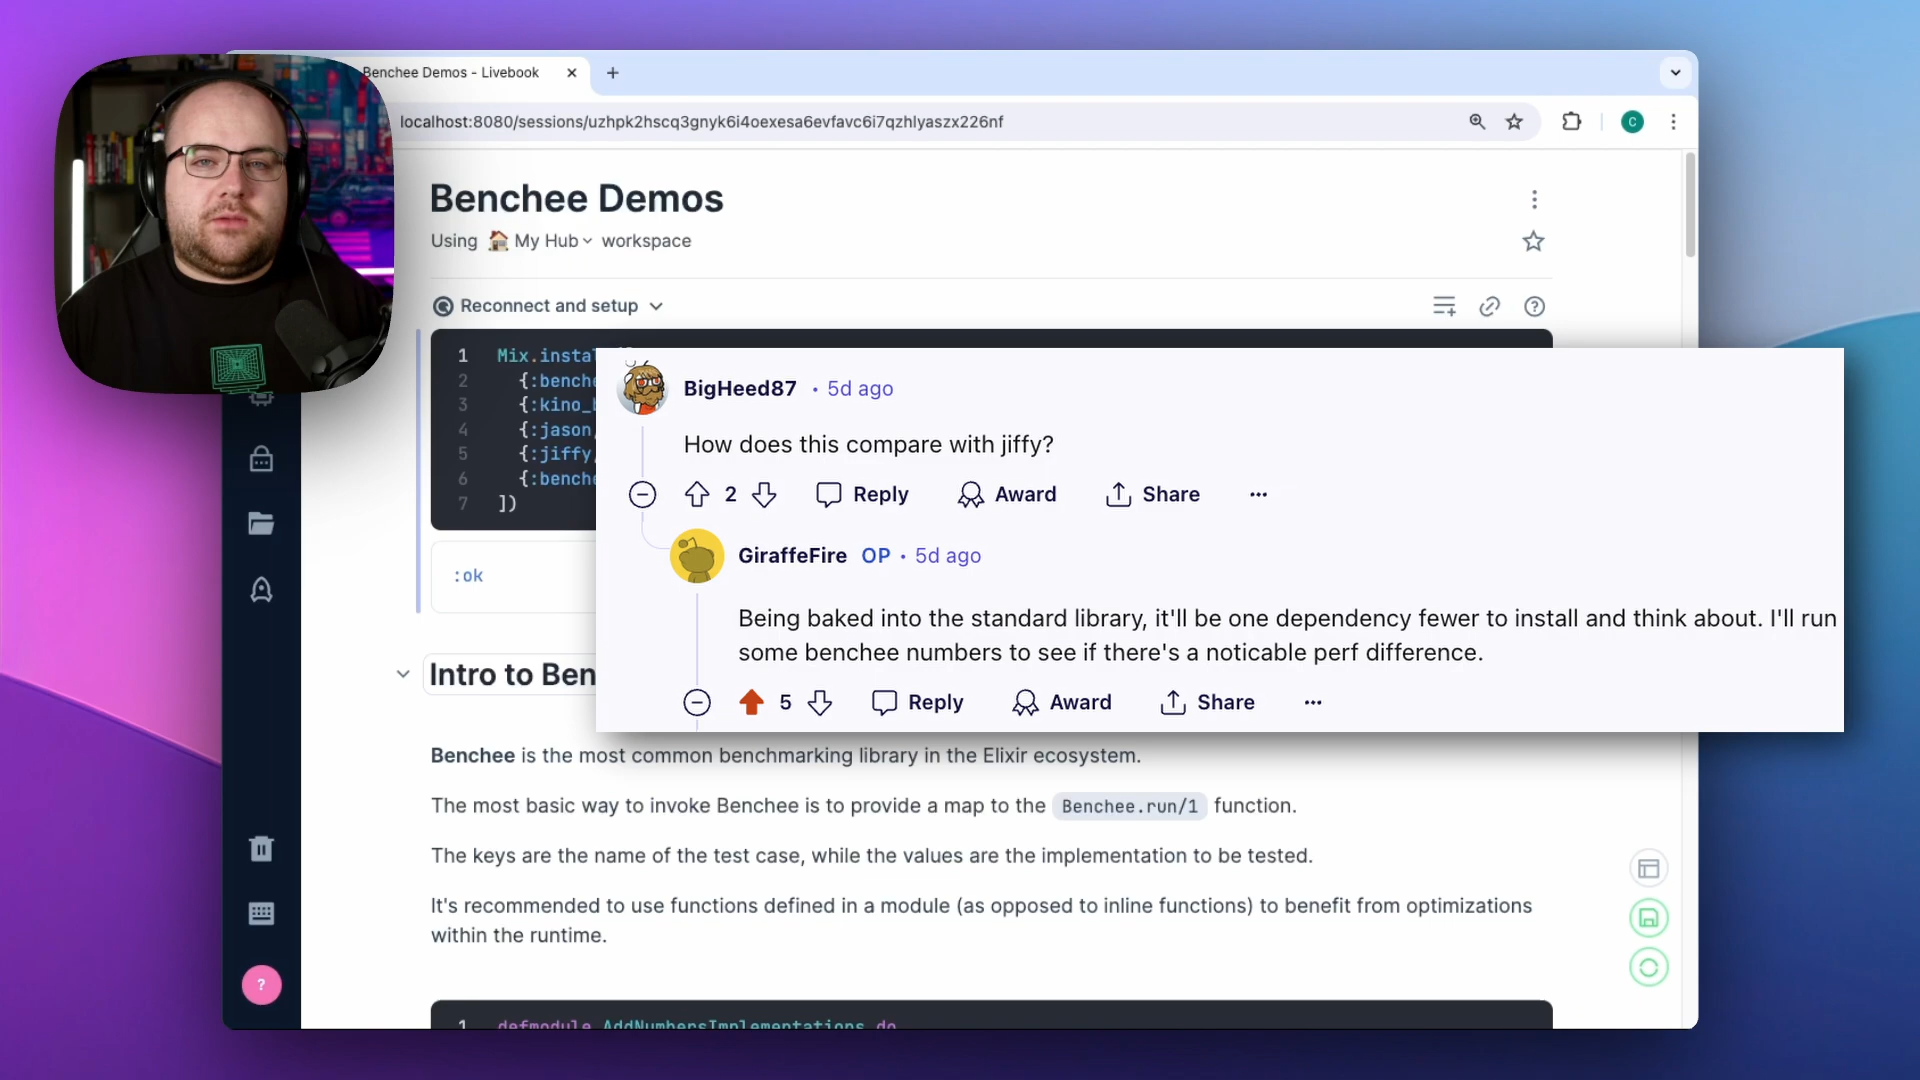 Benchee Demos - Livebook
localhost:8080/sessions/uzhpk2hscq3gnyk6i4oexesa6evfavc6i7qzhlyaszx226nf
C
Benchee Demos
Using My Hub workspace
Reconnect and setup
1 Mix.instal
2 {:benche
3 {:kino_b
4 {:jason,
5 {:jiffy,
6 {:benche
7 ])
:ok
BigHeed87 • 5d ago
How does this compare with jiffy?
2 Reply Award Share
GiraffeFire OP • 5d ago
Being baked into the standard library, it'll be one dependency fewer to install and think about. I'll run
some benchee numbers to see if there's a noticable perf difference.
5 Reply Award Share
Intro to Ben
Benchee is the most common benchmarking library in the Elixir ecosystem.
The most basic way to invoke Benchee is to provide a map to the Benchee.run/1 function.
The keys are the name of the test case, while the values are the implementation to be tested.
It's recommended to use functions defined in a module (as opposed to inline functions) to benefit from optimizations
within the runtime.
1 defmodule AddNumbersImplementations do
?